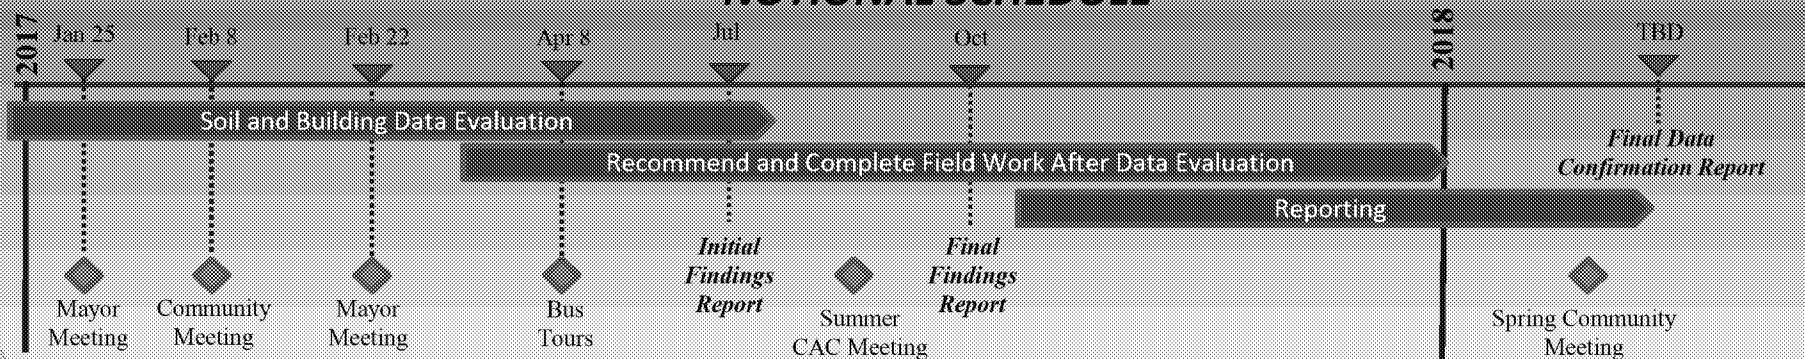 NOTIONAL SCHEDULE
2017
Jan 25
Feb 8
Feb 22
Apr 8
Jul
Oct
2018
TBD
Soil and Building Data Evaluation
Recommend and Complete Field Work After Data Evaluation
Reporting
Final Data
Confirmation Report
Mayor
Meeting
Community
Meeting
Mayor
Meeting
Bus
Tours
Initial
Findings
Report
Summer
CAC Meeting
Final
Findings
Report
Spring Community
Meeting